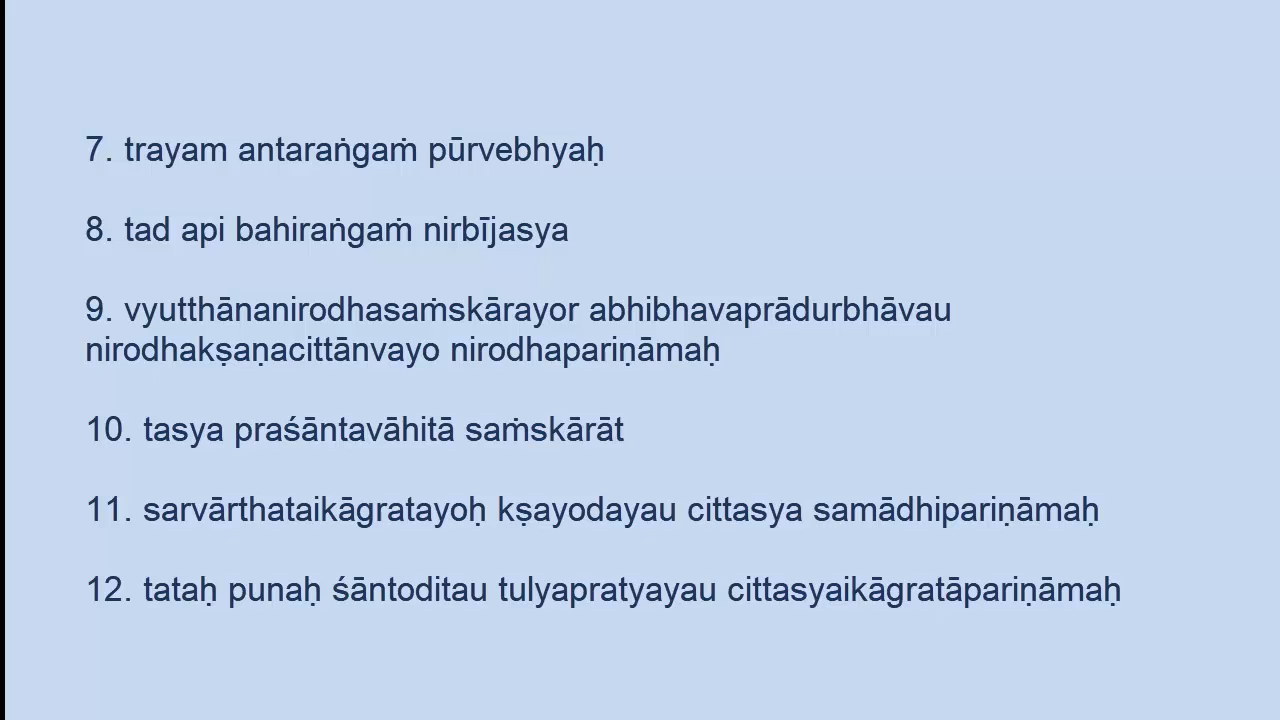 7. trayam antaraṅgaṁ pūrvebhyaḥ
8. tad api bahiraṅgaṁ nirbījasya
9. vyutthānanirodhasaṁskārayor abhibhavaprādurbhāvau
nirodhakṣaṇacittānvayo nirodhapariṇāmaḥ
10. tasya praśāntavāhitā saṁskārāt
11. sarvārthataikāgratayoḥ kṣayodayau cittasya samādhipariṇāmaḥ
12. tataḥ punaḥ śāntoditau tulyapratyayau cittasyaikāgratāpariṇāmaḥ